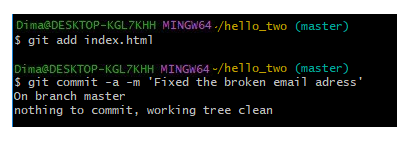 Dima@DESKTOP-KGL7KHH MINGW64~/hello_two (master)
$ git add index.html
Dima@DESKTOP-KGL7KHH MINGW64~/hello_two (master)
$ git commit -a -m 'Fixed the broken email adress'
On branch master
nothing to commit, working tree clean